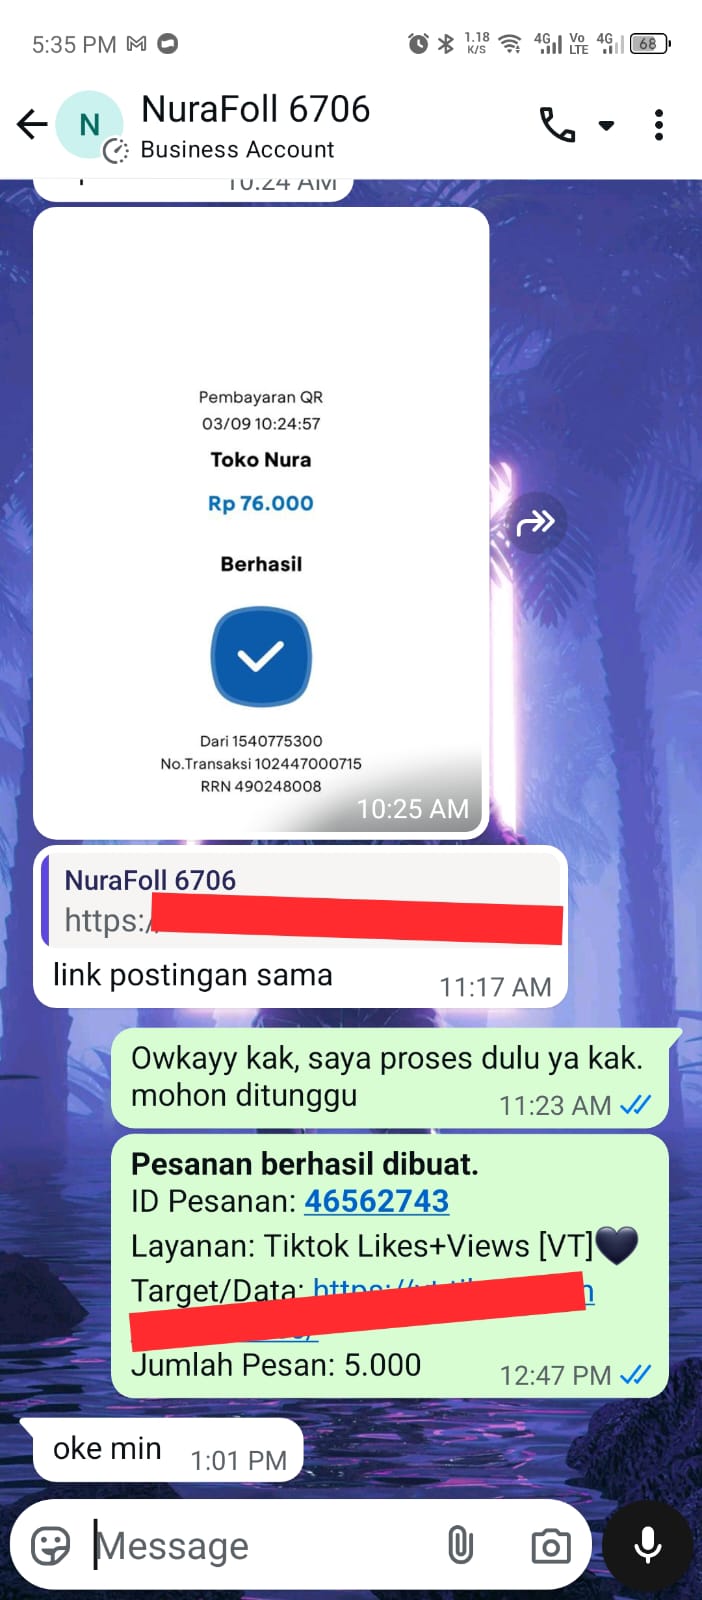 5:35 PM
1.18
K/S
4G
Vo
LTE
4G
68
N
NuraFoll 6706
Business Account
10:24 AM
Pembayaran QR
03/09 10:24:57
Toko Nura
Rp 76.000
Berhasil
Dari 1540775300
No.Transaksi 102447000715
RRN 490248008
10:25 AM
NuraFoll 6706
https:/
link postingan sama
11:17 AM
Owkayy kak, saya proses dulu ya kak.
mohon ditunggu
11:23 AM
Pesanan berhasil dibuat.
ID Pesanan: 46562743
Layanan: Tiktok Likes+Views [VT]🖤
Target/Data: https://
Jumlah Pesan: 5.000
12:47 PM
oke min
1:01 PM
Message